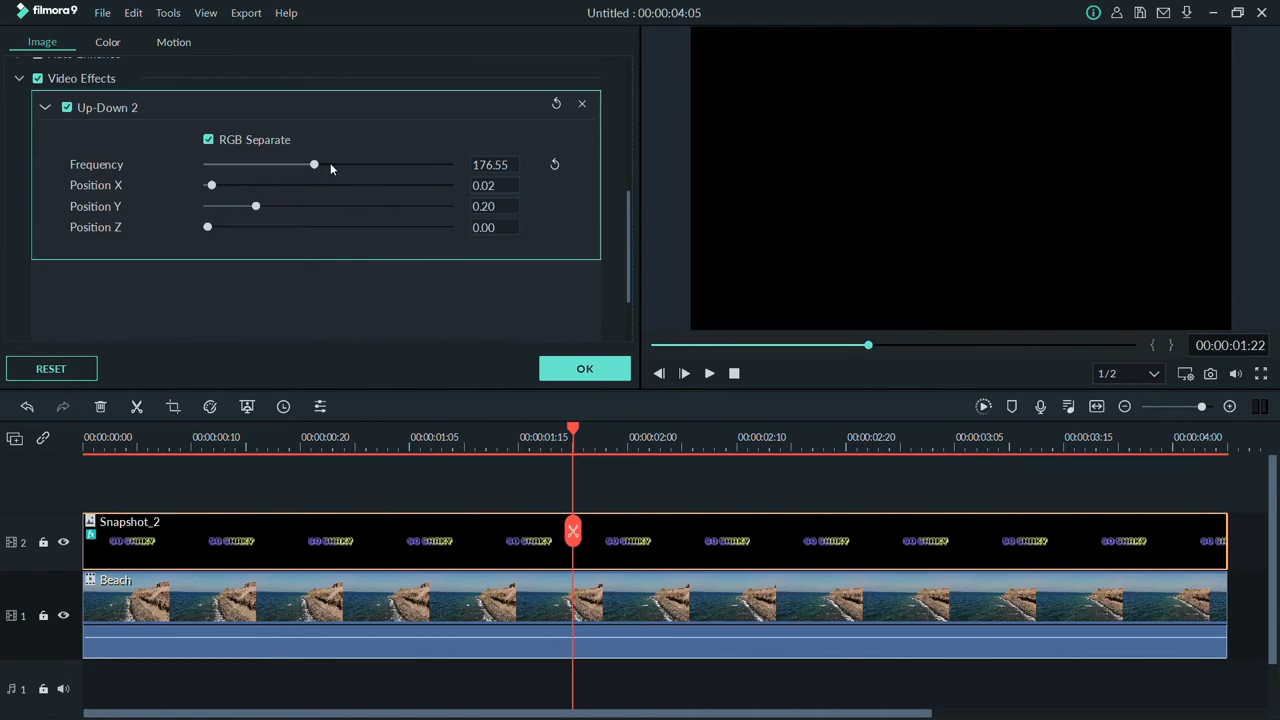 filmora9 File Edit Tools View Export Help Untitled : 00:00:04:05
Image Color Motion
Video Effects
Up-Down 2
RGB Separate
Frequency 176.55
Position X 0.02
Position Y 0.20
Position Z 0.00
RESET OK
00:00:01:22
1/2
00:00:00:00 00:00:00:10 00:00:00:20 00:00:01:05 00:00:01:15 00:00:02:00 00:00:02:10 00:00:02:20 00:00:03:05 00:00:03:15 00:00:04:00
Snapshot_2
2
Beach
1
1